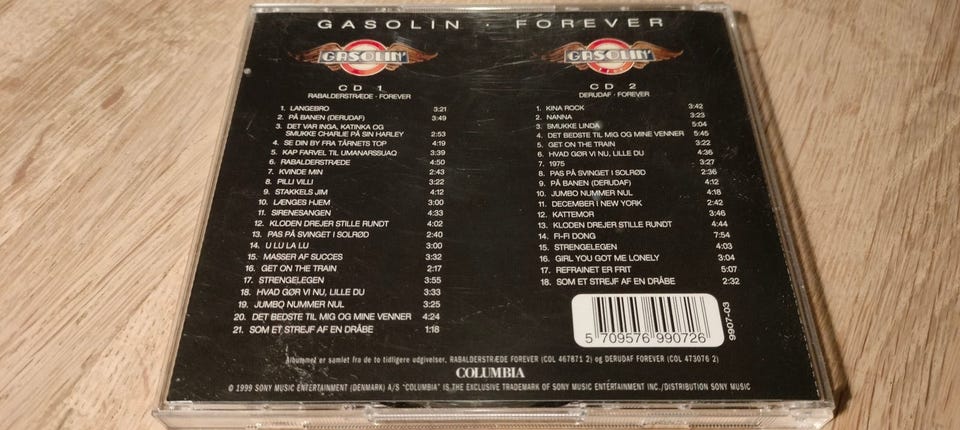 GASOLIN · FOREVER
GASOLIN'
CD 1
RABALDERSTRÆDE · FOREVER
1. LANGEBRO 3:21
2. PÅ BANEN (DERUDAF) 3:49
3. DET VAR INGA, KATINKA OG
SMUKKE CHARLIE PÅ SIN HARLEY 2:53
4. SE DIN BY FRA TÅRNETS TOP 4:19
5. KAP FARVEL TIL UMANARSSUAQ 3:39
6. RABALDERSTRÆDE 4:50
7. KVINDE MIN 2:43
8. FILLI VILLI 3:22
9. STAKKELS JIM 4:12
10. LÆNGES HJEM 3:00
11. SIRENESANGEN 4:33
12. KLODEN DREJER STILLE RUNDT 4:02
13. PAS PÅ SVINGET I SOLRØD 2:40
14. U LU LA LU 3:00
15. MASSER AF SUCCES 3:32
16. GET ON THE TRAIN 2:17
17. STRENGELEGEN 3:55
18. HVAD GØR VI NU, LILLE DU 3:33
19. JUMBO NUMMER NUL 3:25
20. DET BEDSTE TIL MIG OG MINE VENNER 4:24
21. SOM ET STREJF AF EN DRÅBE 1:18
GASOLIN'
CD 2
DERUDAF · FOREVER
1. KINA ROCK 3:42
2. NANNA 3:23
3. SMUKKE LINDA 5:04
4. DET BEDSTE TIL MIG OG MINE VENNER 5:45
5. GET ON THE TRAIN 3:22
6. HVAD GØR VI NU, LILLE DU 4:36
7. 1975 3:27
8. PAS PÅ SVINGET I SOLRØD 2:36
9. PÅ BANEN (DERUDAF) 4:12
10. JUMBO NUMMER NUL 4:18
11. DECEMBER I NEW YORK 2:42
12. KATTEMOR 3:46
13. KLODEN DREJER STILLE RUNDT 4:44
14. FI-FI DONG 7:54
15. STRENGELEGEN 4:03
16. GIRL YOU GOT ME LONELY 3:04
17. REFRAINET ER FRIT 5:07
18. SOM ET STREJF AF EN DRÅBE 2:32
5 709576 990726
9907-03
Albummet er samlet fra de to tidligere udgivelser, RABALDERSTRÆDE FOREVER (COL 467871 2) og DERUDAF FOREVER (COL 473076 2)
COLUMBIA
© 1999 SONY MUSIC ENTERTAINMENT (DENMARK) A/S "COLUMBIA" IS THE EXCLUSIVE TRADEMARK OF SONY MUSIC ENTERTAINMENT INC./DISTRIBUTION SONY MUSIC